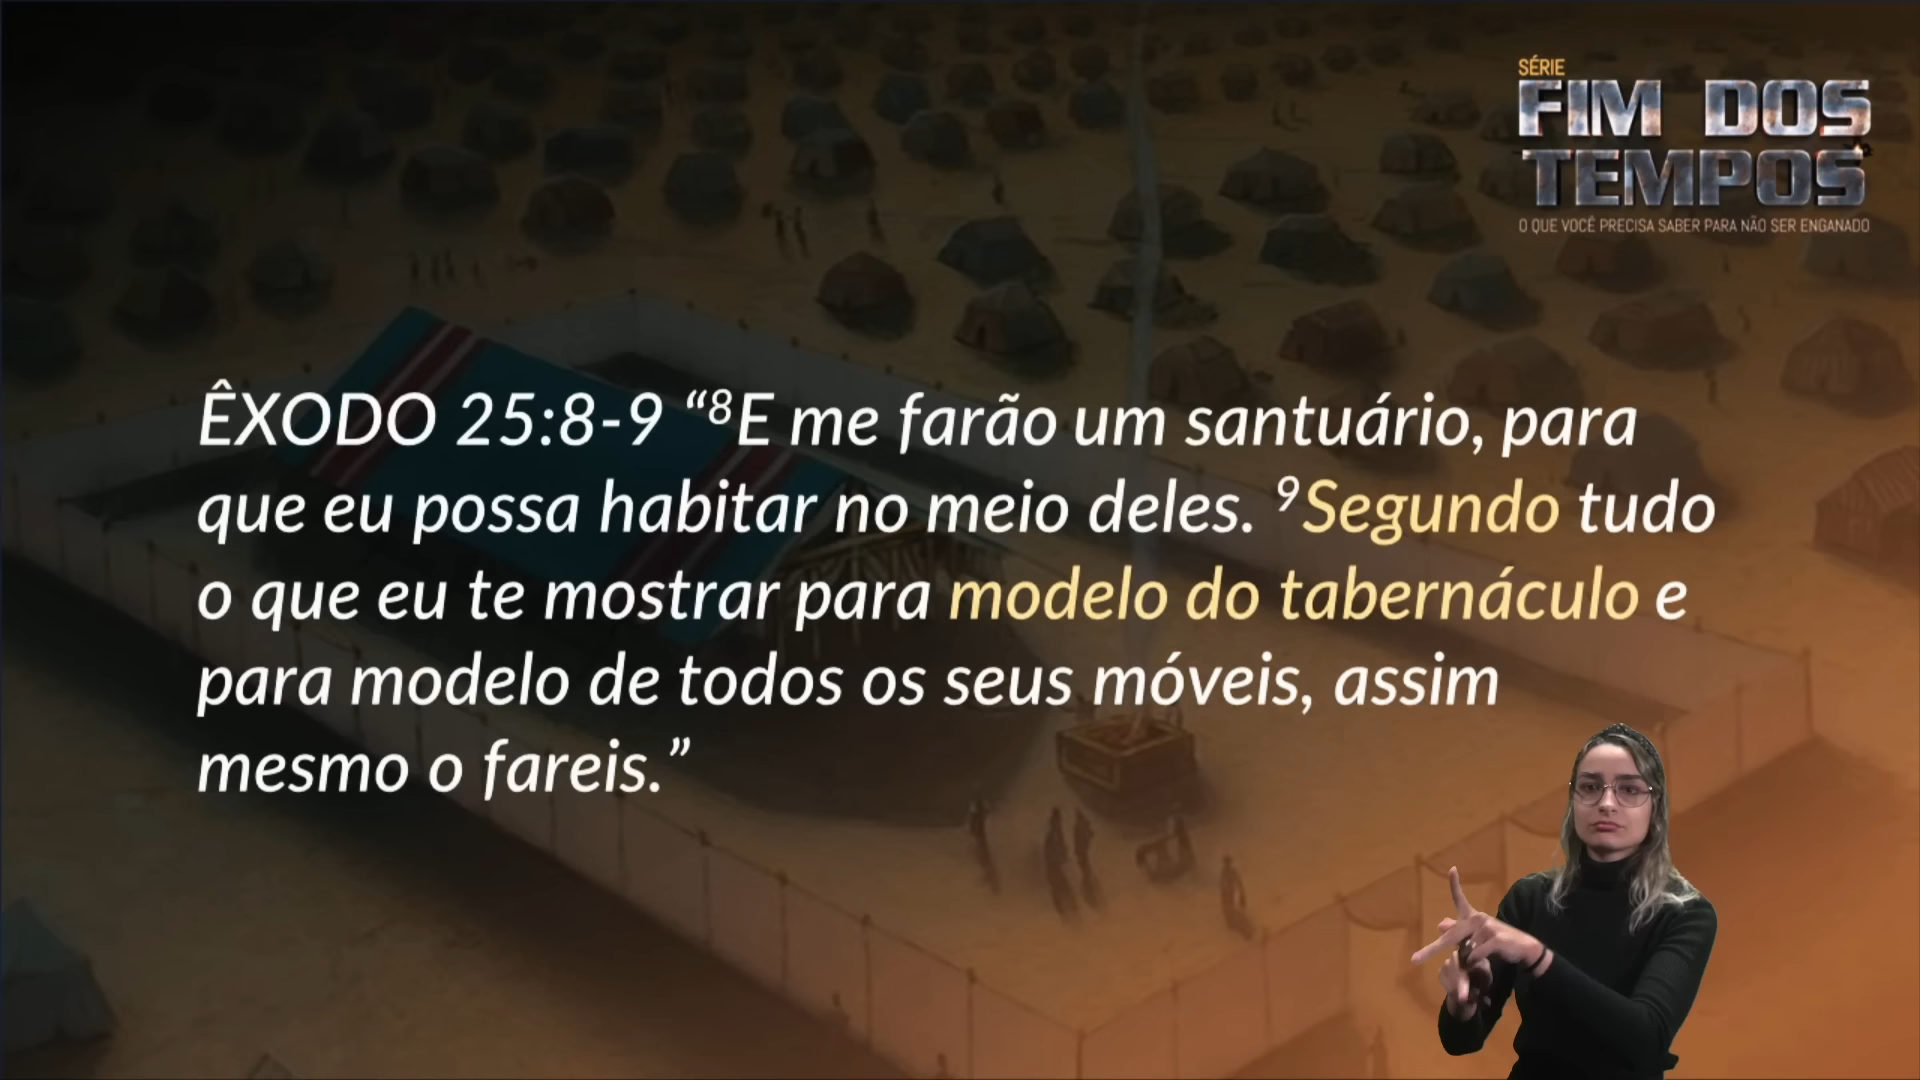 SÉRIE
FIM DOS
TEMPOS
O QUE VOCÊ PRECISA SABER PARA NÃO SER ENGANADO
ÊXODO 25:8-9 “⁸E me farão um santuário, para
que eu possa habitar no meio deles. ⁹Segundo tudo
o que eu te mostrar para modelo do tabernáculo e
para modelo de todos os seus móveis, assim
mesmo o fareis.”